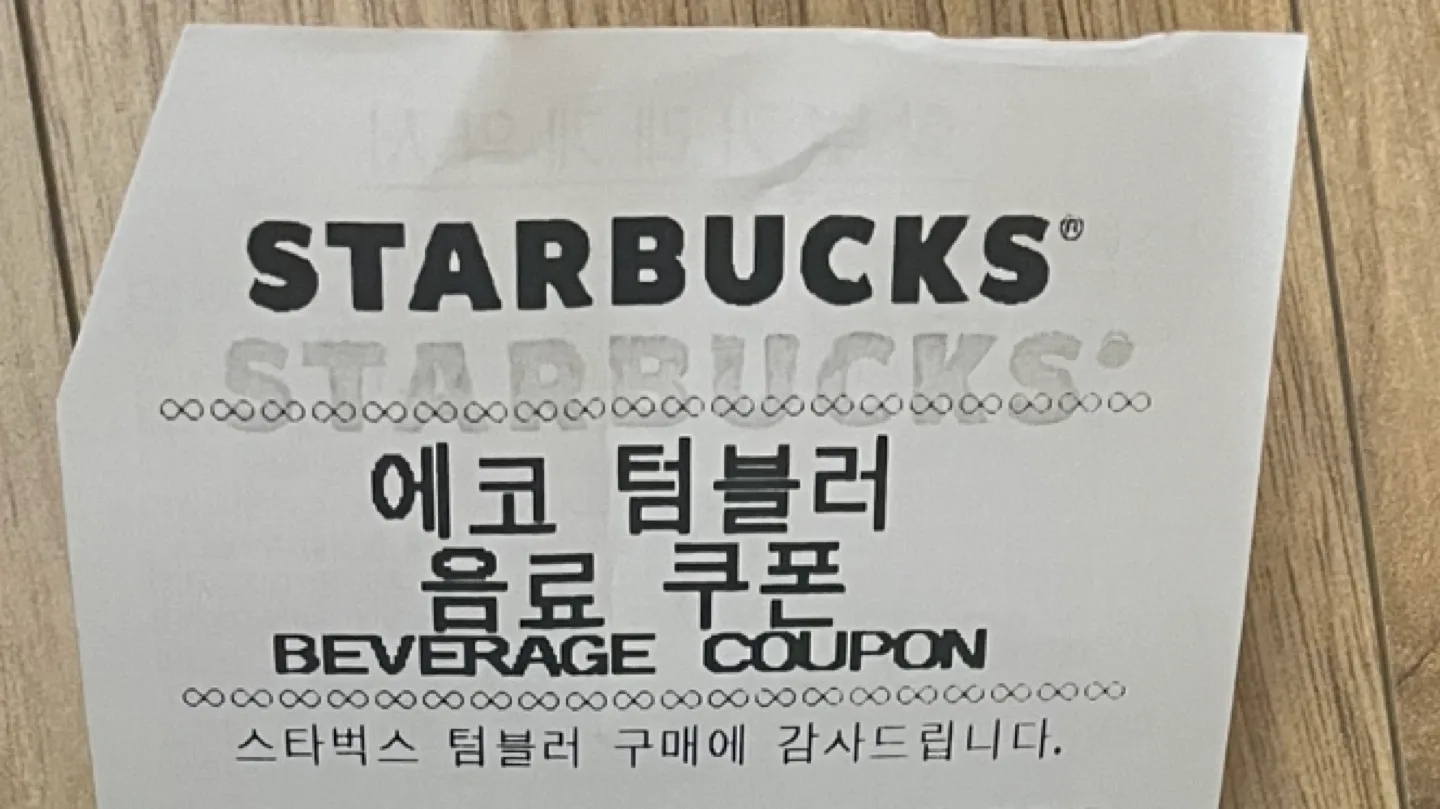 STARBUCKS®
STARBUCKS
에코 텀블러
음료 쿠폰
BEVERAGE COUPON
스타벅스 텀블러 구매에 감사드립니다.